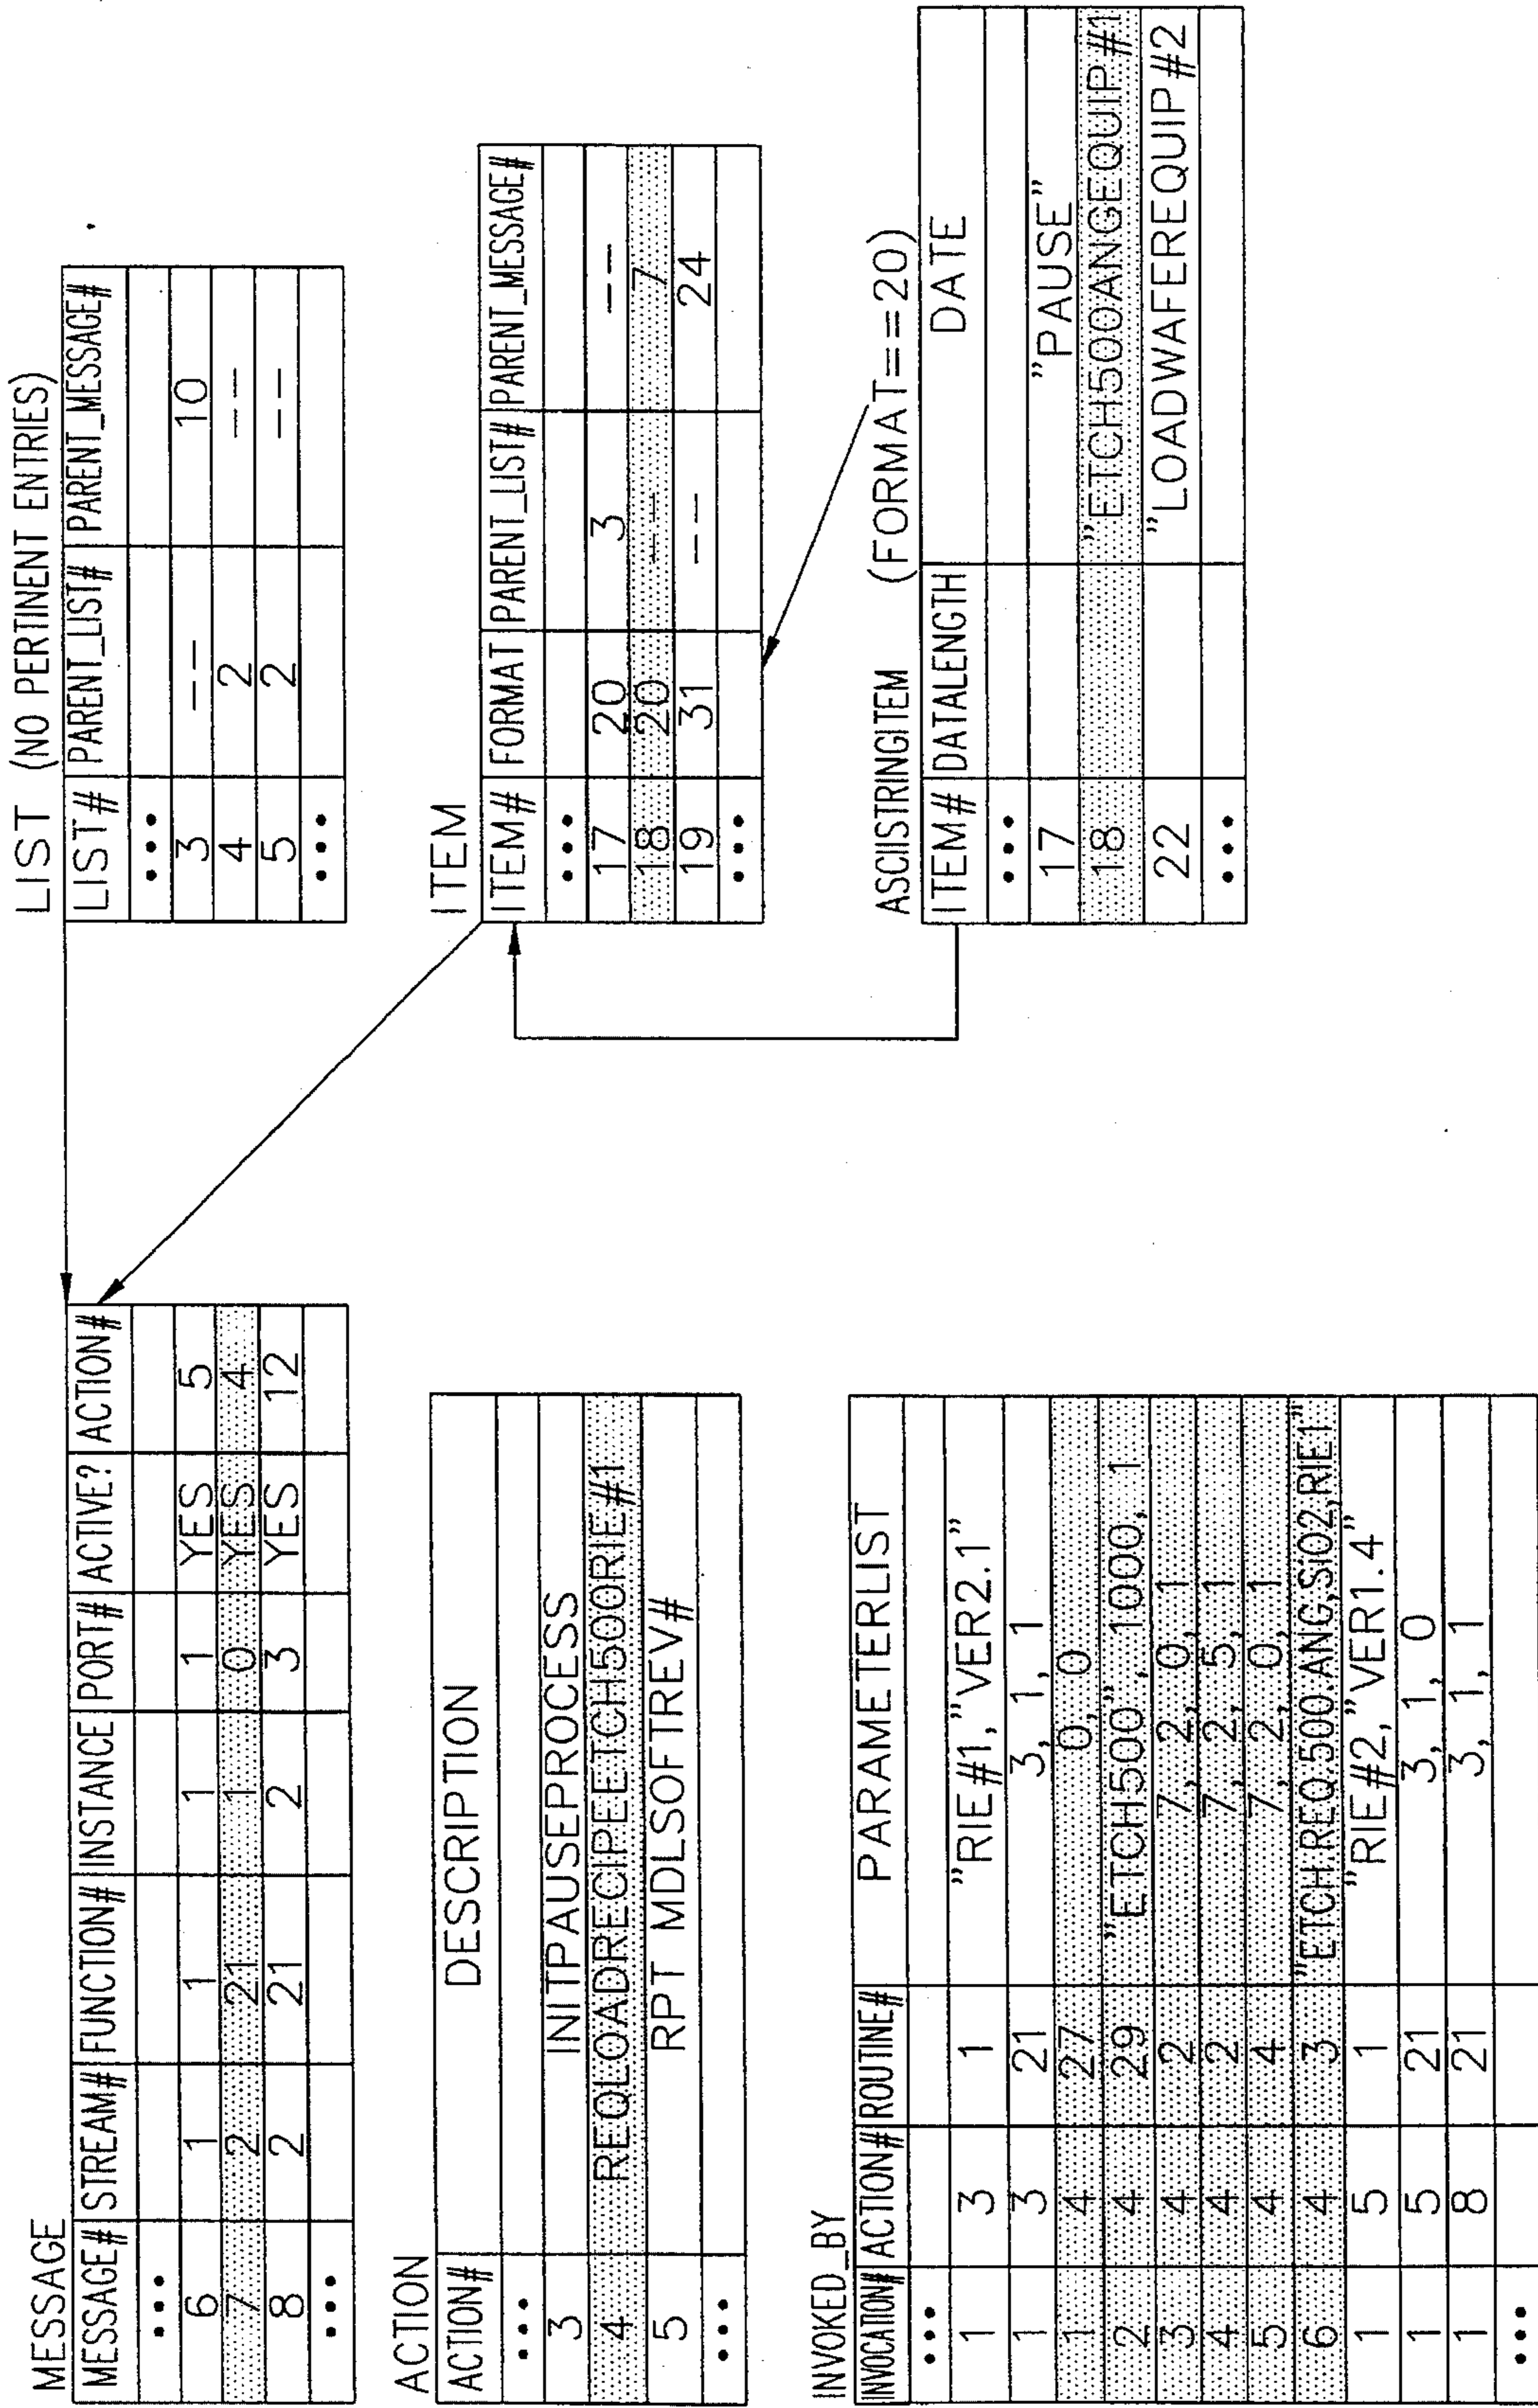 MESSAGE
MESSAGE# STREAM# FUNCTION# INSTANCE PORT# ACTIVE? ACTION#
•••
6 1 1 1 1 YES 5
7 2 21 1 0 YES 4
8 2 21 2 3 YES 12
•••
ACTION
ACTION# DESCRIPTION
•••
3 INITPAUSEPROCESS
4 REQLOADRECIPEETCH500RIE#1
5 RPT MDLSOFTREV#
•••
INVOKED_BY
INVOCATION# ACTION# ROUTINE# PARAMETERLIST
•••
1 3 1 "RIE#1,"VER2.1"
1 3 21 3, 1, 1
1 4 27 0, 0
2 4 29 "ETCH500",1000, 1
3 4 2 7, 2, 0, 1
4 4 2 7, 2, 5, 1
5 4 4 7, 2, 0, 1
6 4 3 "ETCH.REQ.500.ANG,SiO2,RIE1"
1 5 1 "RIE#2,"VER1.4"
1 5 21 3, 1, 0
1 8 21 3, 1, 1
•••
LIST (NO PERTINENT ENTRIES)
LIST# PARENT_LIST# PARENT_MESSAGE#
•••
3 -- 10
4 2 --
5 2 --
•••
ITEM
ITEM# FORMAT PARENT_LIST# PARENT_MESSAGE#
•••
17 20 3 --
18 20 -- 7
19 31 -- 24
•••
ASCIISTRINGITEM (FORMAT==20)
ITEM# DATALENGTH DATE
•••
17 "PAUSE"
18 "ETCH500ANGEQUIP#1
22 "LOADWAFEREQUIP#2
•••